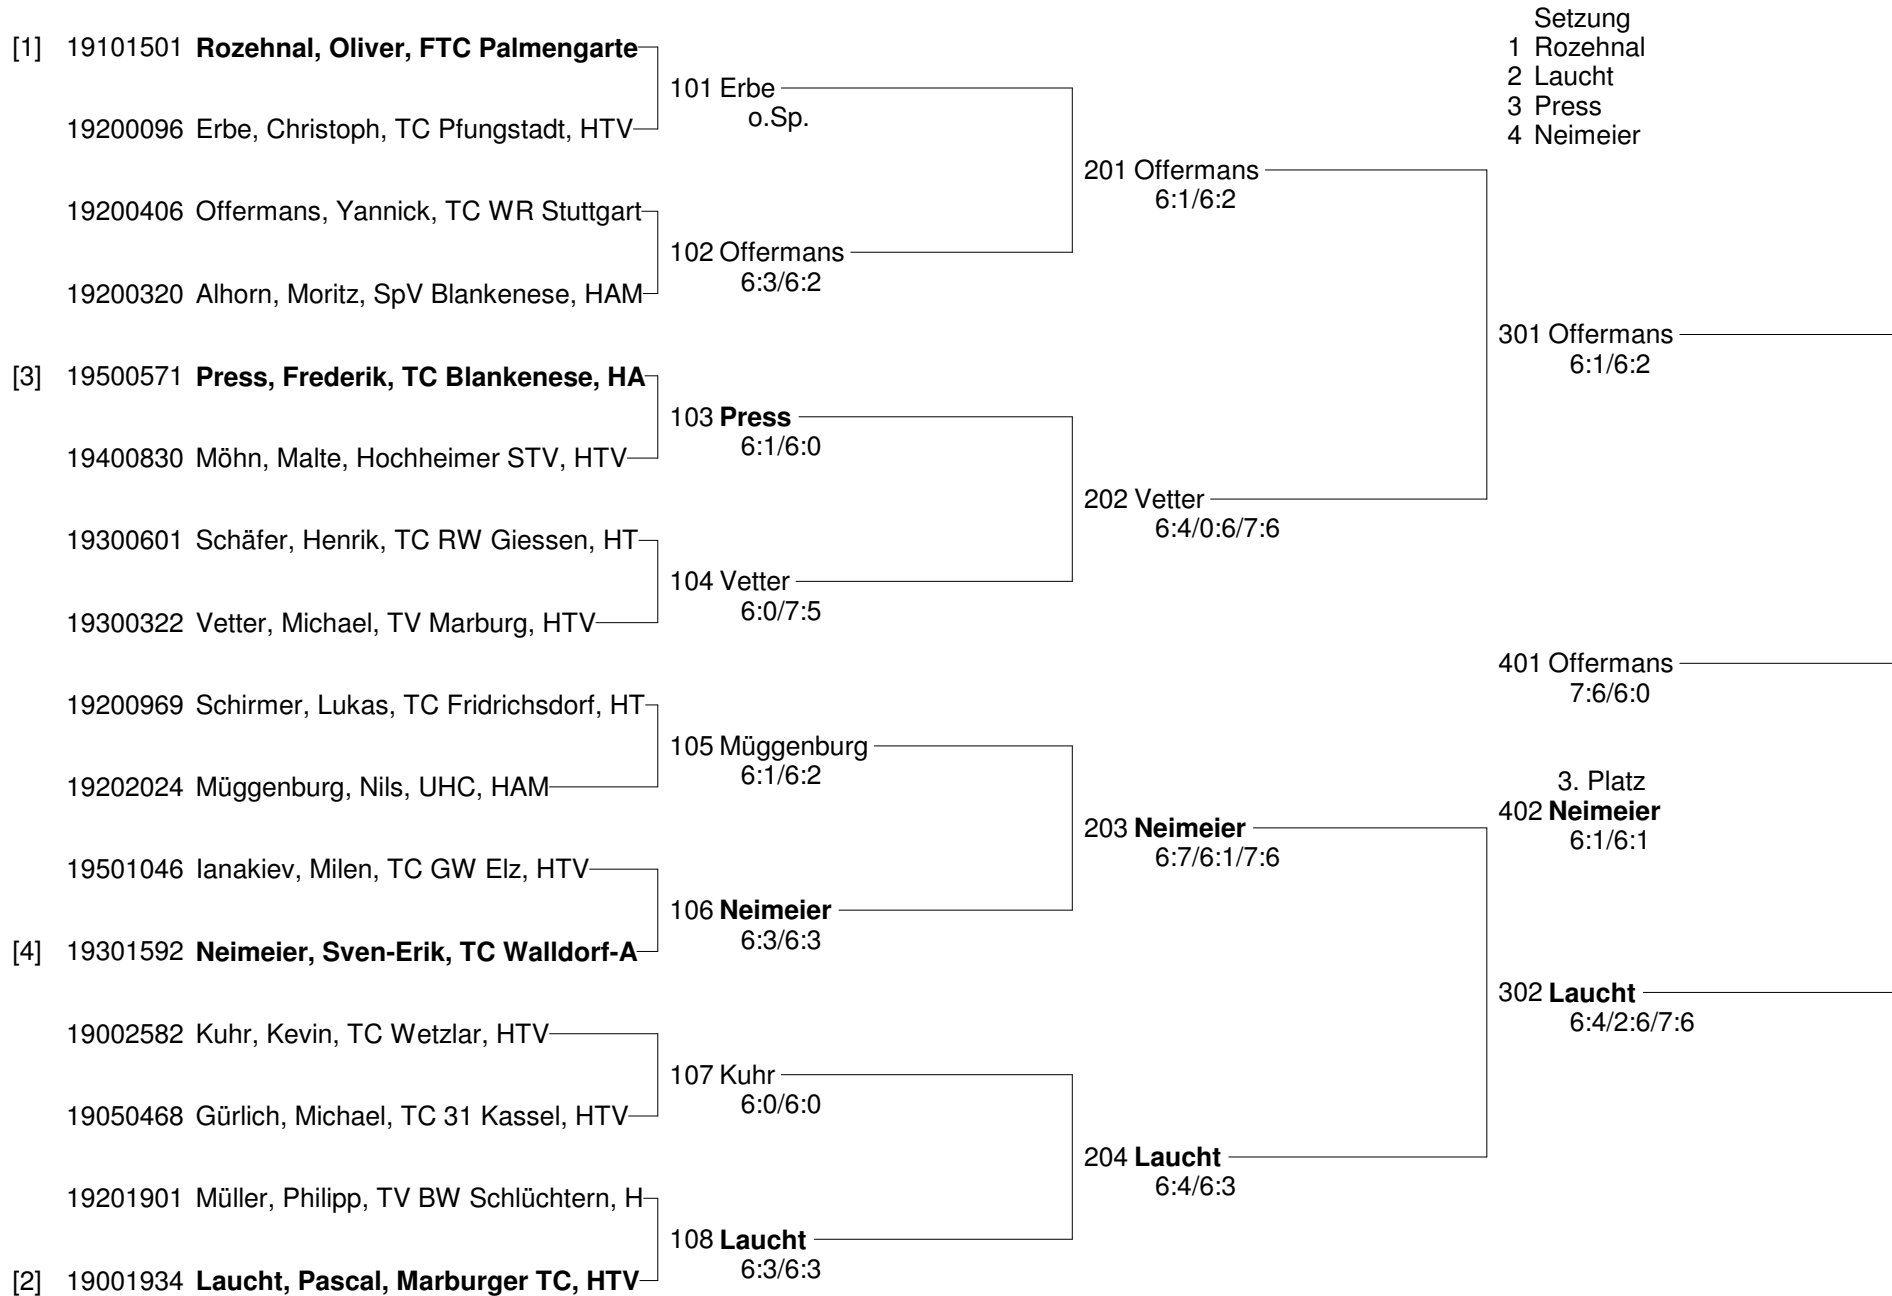 Setzung
1 Rozehnal
2 Laucht
3 Press
4 Neimeier
[1] 19101501 Rozehnal, Oliver, FTC Palmengarte
101 Erbe
o.Sp.
19200096 Erbe, Christoph, TC Pfungstadt, HTV
201 Offermans
6:1/6:2
19200406 Offermans, Yannick, TC WR Stuttgart
102 Offermans
6:3/6:2
19200320 Alhorn, Moritz, SpV Blankenese, HAM
301 Offermans
6:1/6:2
[3] 19500571 Press, Frederik, TC Blankenese, HA
103 Press
6:1/6:0
19400830 Möhn, Malte, Hochheimer STV, HTV
202 Vetter
6:4/0:6/7:6
19300601 Schäfer, Henrik, TC RW Giessen, HT
104 Vetter
6:0/7:5
19300322 Vetter, Michael, TV Marburg, HTV
401 Offermans
7:6/6:0
19200969 Schirmer, Lukas, TC Fridrichsdorf, HT
105 Müggenburg
6:1/6:2
19202024 Müggenburg, Nils, UHC, HAM
3. Platz
402 Neimeier
6:1/6:1
203 Neimeier
6:7/6:1/7:6
19501046 Ianakiev, Milen, TC GW Elz, HTV
106 Neimeier
6:3/6:3
[4] 19301592 Neimeier, Sven-Erik, TC Walldorf-A
302 Laucht
6:4/2:6/7:6
19002582 Kuhr, Kevin, TC Wetzlar, HTV
107 Kuhr
6:0/6:0
19050468 Gürlich, Michael, TC 31 Kassel, HTV
204 Laucht
6:4/6:3
19201901 Müller, Philipp, TV BW Schlüchtern, H
108 Laucht
6:3/6:3
[2] 19001934 Laucht, Pascal, Marburger TC, HTV